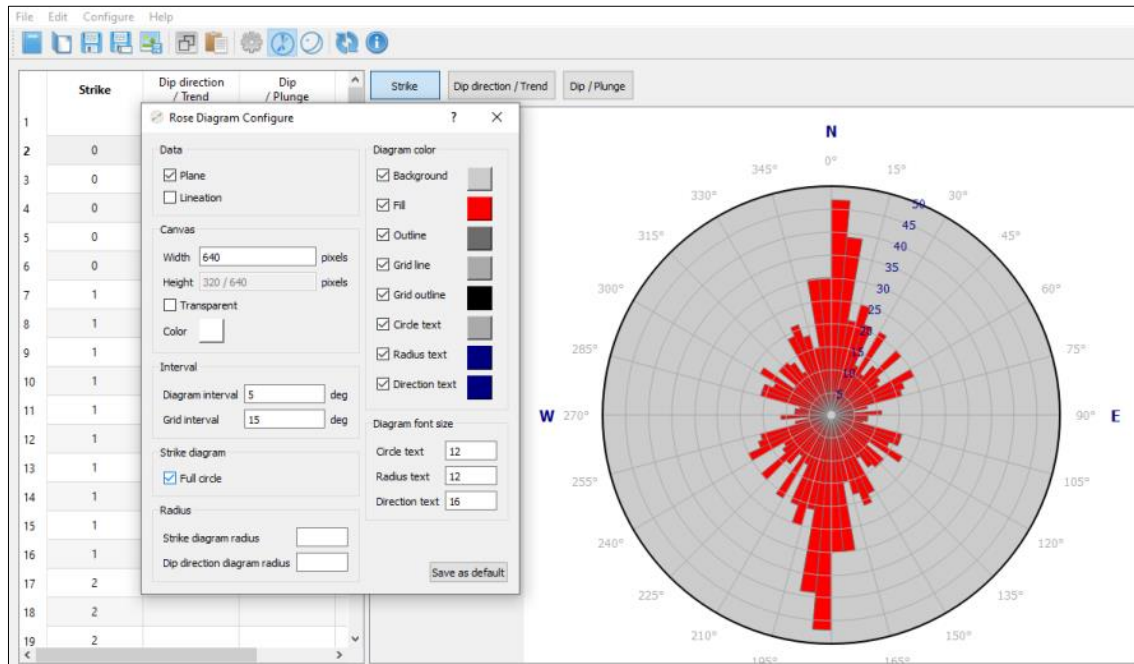 File Edit Configure Help
Strike
Dip direction / Trend
Dip / Plunge
Strike
Dip direction / Trend
Dip / Plunge
1
2 0
3 0
4 0
5 0
6 0
7 1
8 1
9 1
10 1
11 1
12 1
13 1
14 1
15 1
16 1
17 2
18 2
19 2
Rose Diagram Configure ? ×
Data
Plane
Lineation
Canvas
Width 640 pixels
Height 320 / 640 pixels
Transparent
Color
Interval
Diagram interval 5 deg
Grid interval 15 deg
Strike diagram
Full circle
Radius
Strike diagram radius
Dip direction diagram radius
Diagram color
Background
Fill
Outline
Grid line
Grid outline
Circle text
Radius text
Direction text
Diagram font size
Circle text 12
Radius text 12
Direction text 16
Save as default
N
0°
345° 15°
330° 30°
315° 45°
300° 60°
285° 75°
W 270° 90° E
255° 105°
240° 120°
225° 135°
210° 150°
195° 165°
50
45
40
35
30
25
20
15
10
5